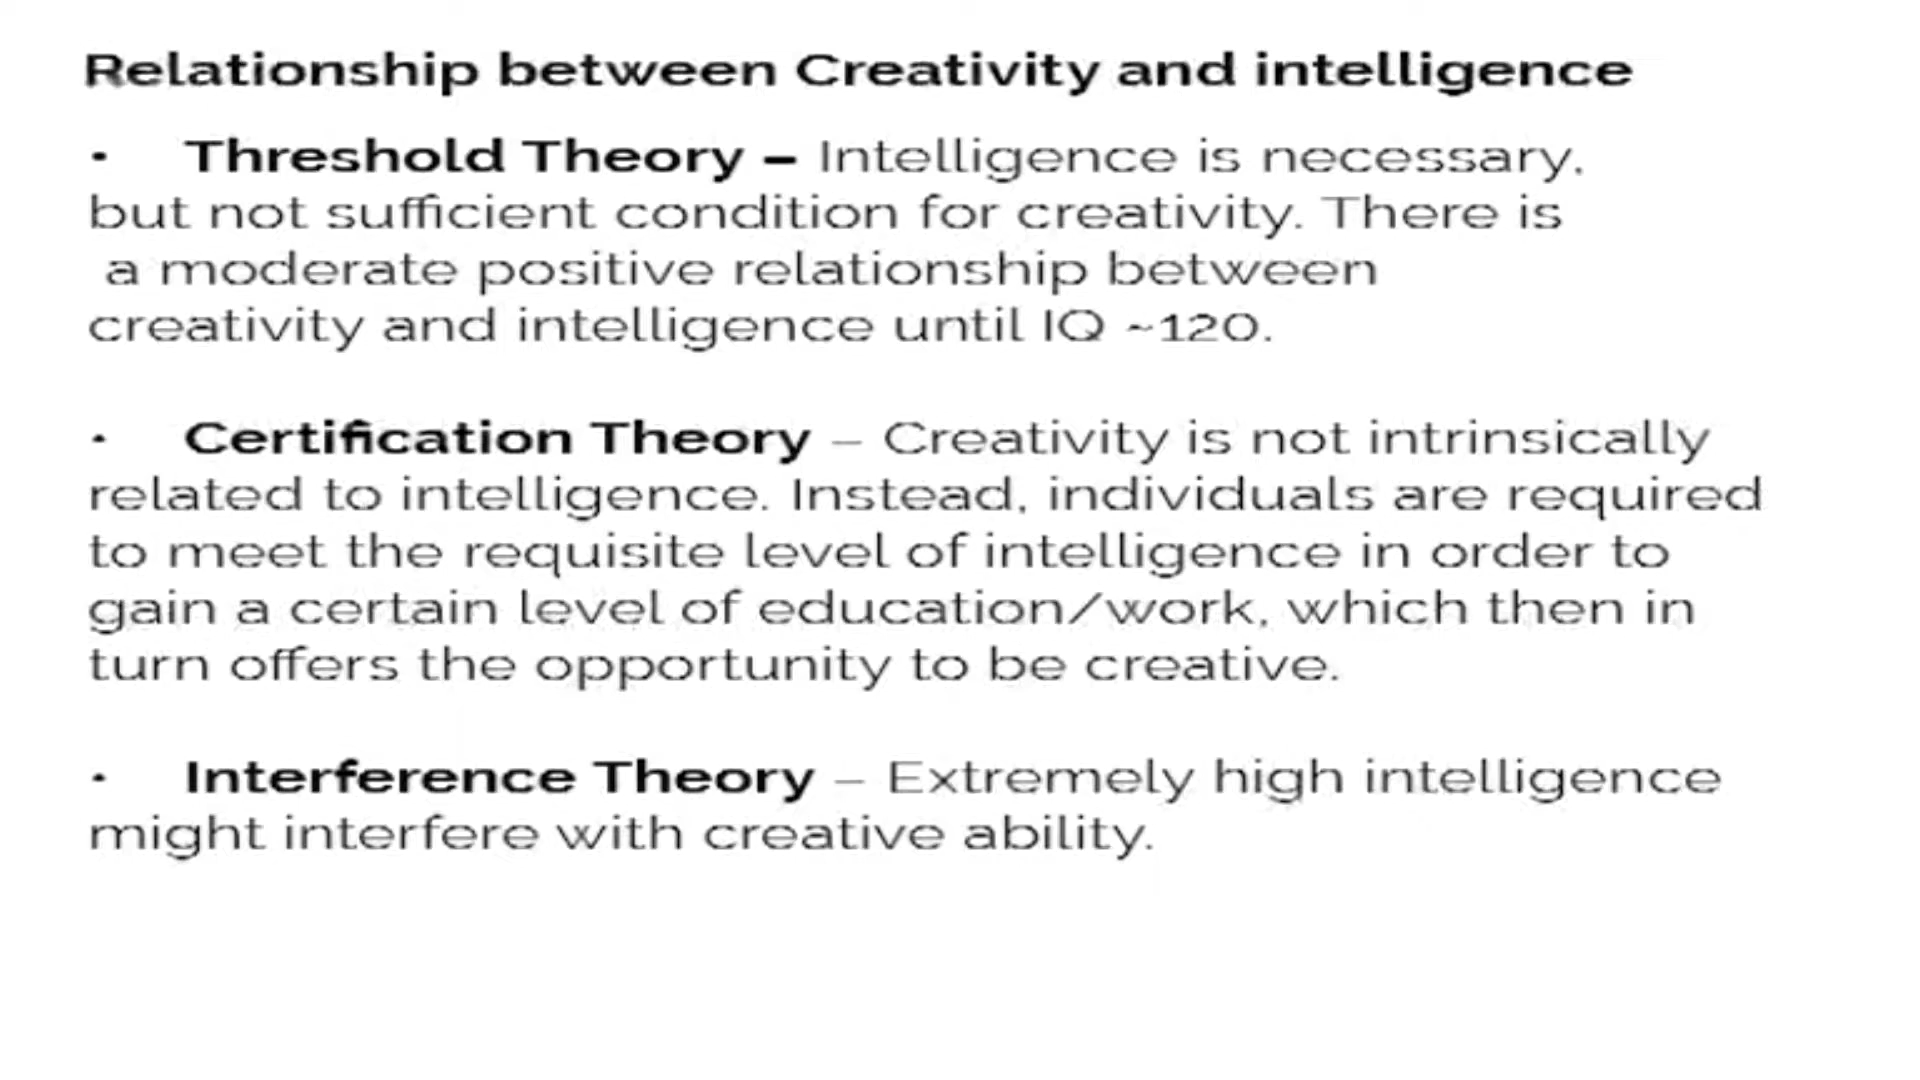 Relationship between Creativity and intelligence
• Threshold Theory – Intelligence is necessary,
but not sufficient condition for creativity. There is
a moderate positive relationship between
creativity and intelligence until IQ ~120.
• Certification Theory – Creativity is not intrinsically
related to intelligence. Instead, individuals are required
to meet the requisite level of intelligence in order to
gain a certain level of education/work, which then in
turn offers the opportunity to be creative.
• Interference Theory – Extremely high intelligence
might interfere with creative ability.